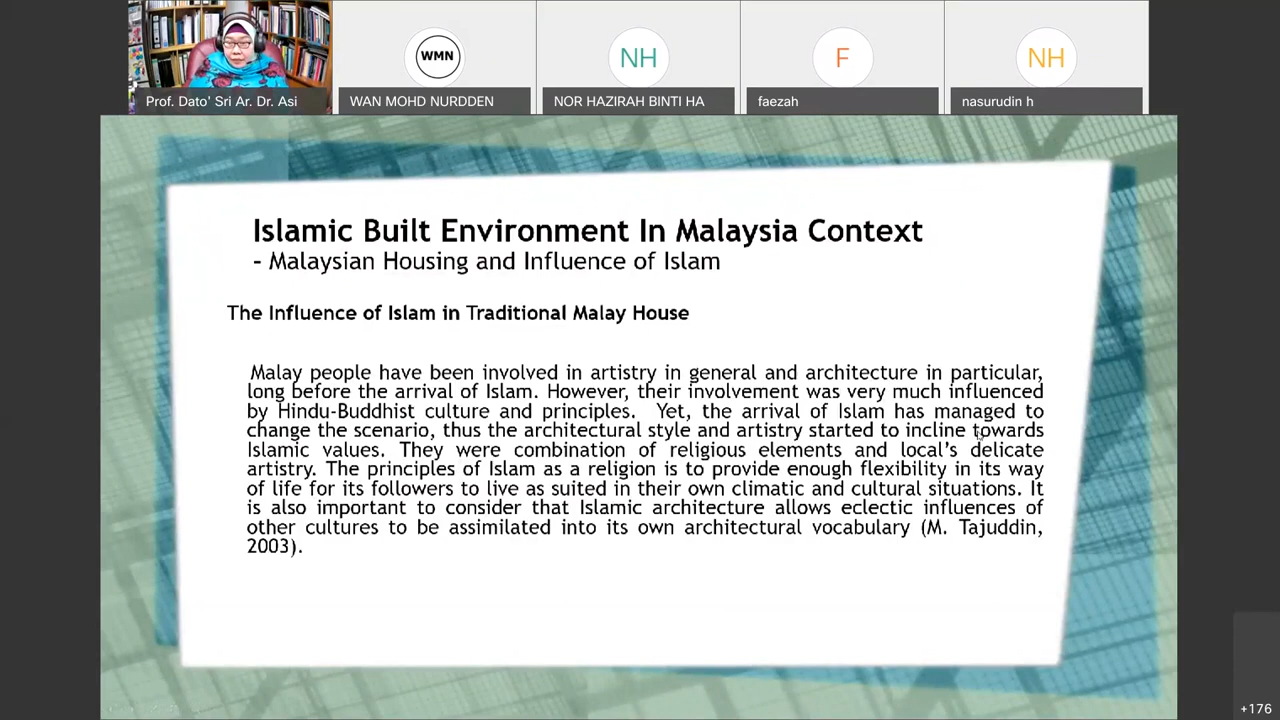 WMN
NH
F
NH
Prof. Dato' Sri Ar. Dr. Asi
WAN MOHD NURDDEN
NOR HAZIRAH BINTI HA
faezah
nasurudin h
Islamic Built Environment In Malaysia Context
- Malaysian Housing and Influence of Islam
The Influence of Islam in Traditional Malay House
Malay people have been involved in artistry in general and architecture in particular,
long before the arrival of Islam. However, their involvement was very much influenced
by Hindu-Buddhist culture and principles. Yet, the arrival of Islam has managed to
change the scenario, thus the architectural style and artistry started to incline towards
Islamic values. They were combination of religious elements and local's delicate
artistry. The principles of Islam as a religion is to provide enough flexibility in its way
of life for its followers to live as suited in their own climatic and cultural situations. It
is also important to consider that Islamic architecture allows eclectic influences of
other cultures to be assimilated into its own architectural vocabulary (M. Tajuddin,
2003).
+176